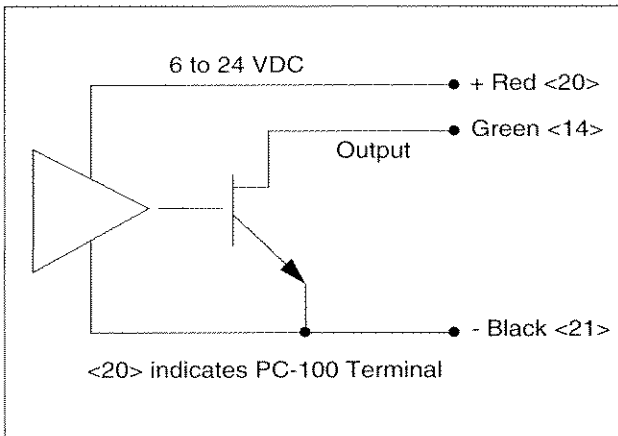 6 to 24 VDC
+ Red <20>
Green <14>
Output
- Black <21>
<20> indicates PC-100 Terminal